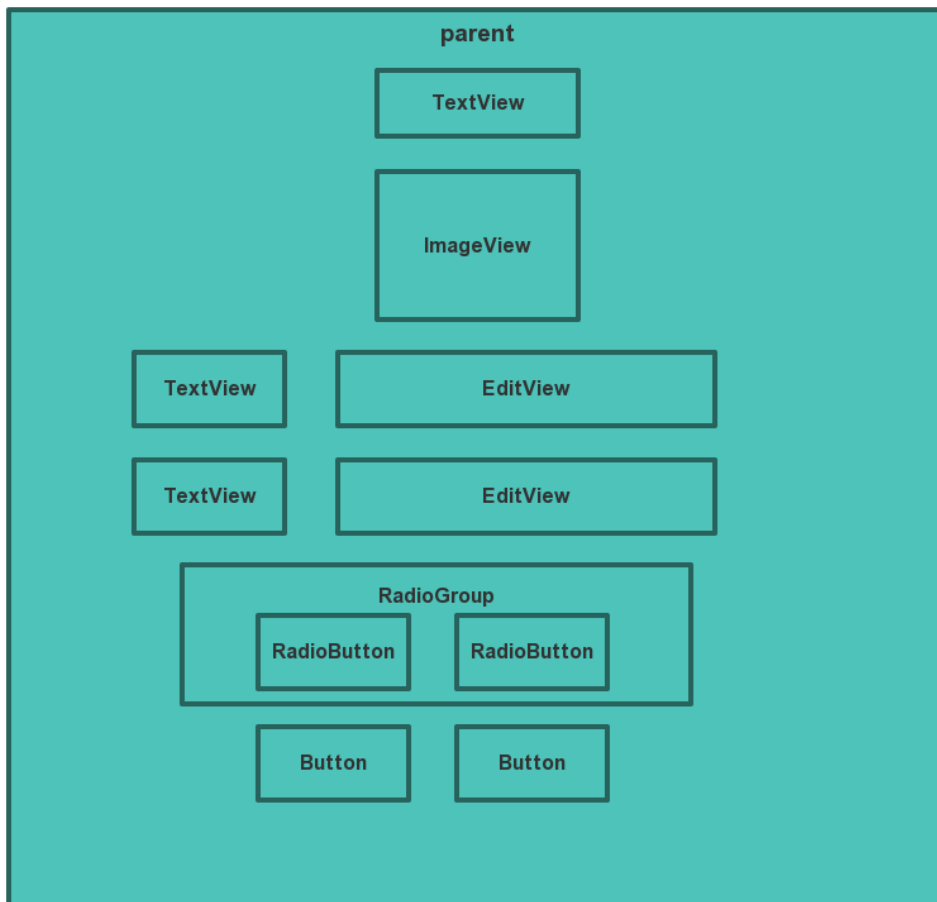 parent
TextView
ImageView
TextView
EditView
TextView
EditView
RadioGroup
RadioButton
RadioButton
Button
Button